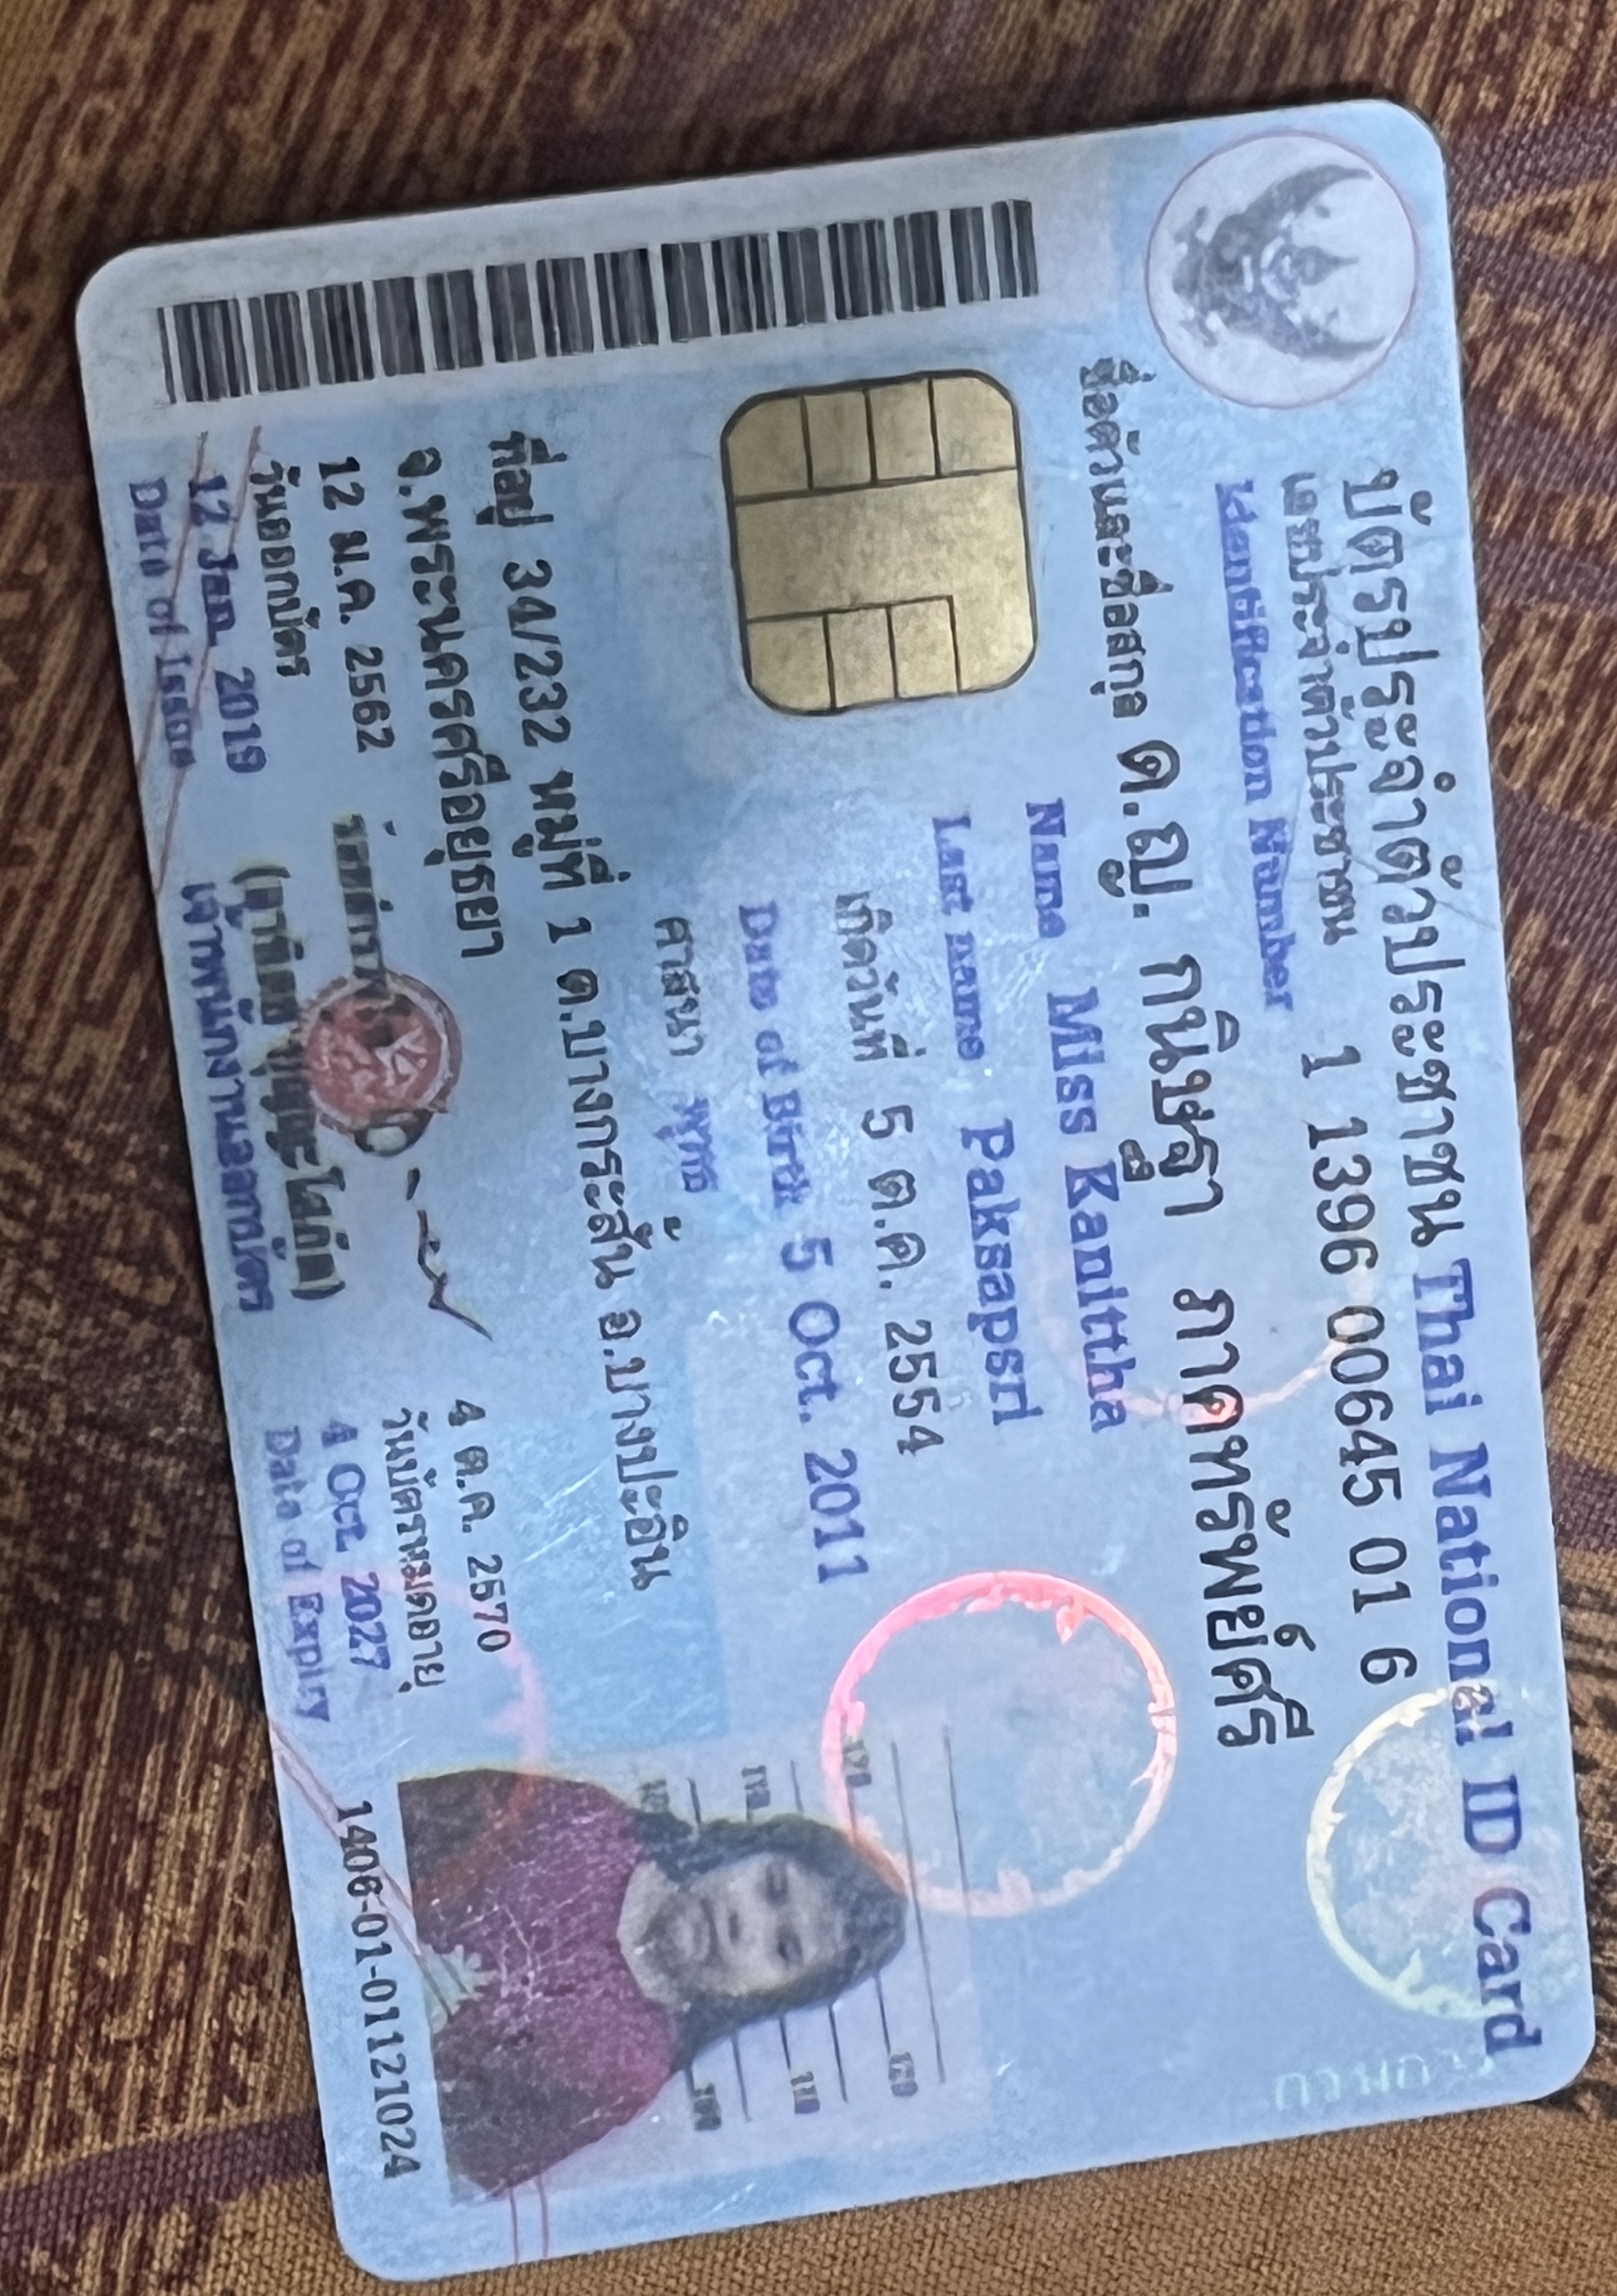 บัตรประจำตัวประชาชน Thai National ID Card
เลขประจำตัวประชาชน 1 1396 00645 01 6
Identification Number
ชื่อตัวและชื่อสกุล ด.ญ. กนิษฐา ภาคทรัพย์ศรี
Name Miss Kanittha
Last name Paksapsri
เกิดวันที่ 5 ต.ค. 2554
Date of Birth 5 Oct. 2011
ศาสนา พุทธ
ที่อยู่ 34/232 หมู่ที่ 1 ต.บางกระสั้น อ.บางปะอิน
จ.พระนครศรีอยุธยา
12 ม.ค. 2562
วันออกบัตร
12 Jan. 2019
Date of Issue
เจ้าพนักงานออกบัตร
4 ต.ค. 2570
วันบัตรหมดอายุ
4 Oct. 2027
Date of Expiry
1406-01-01121024